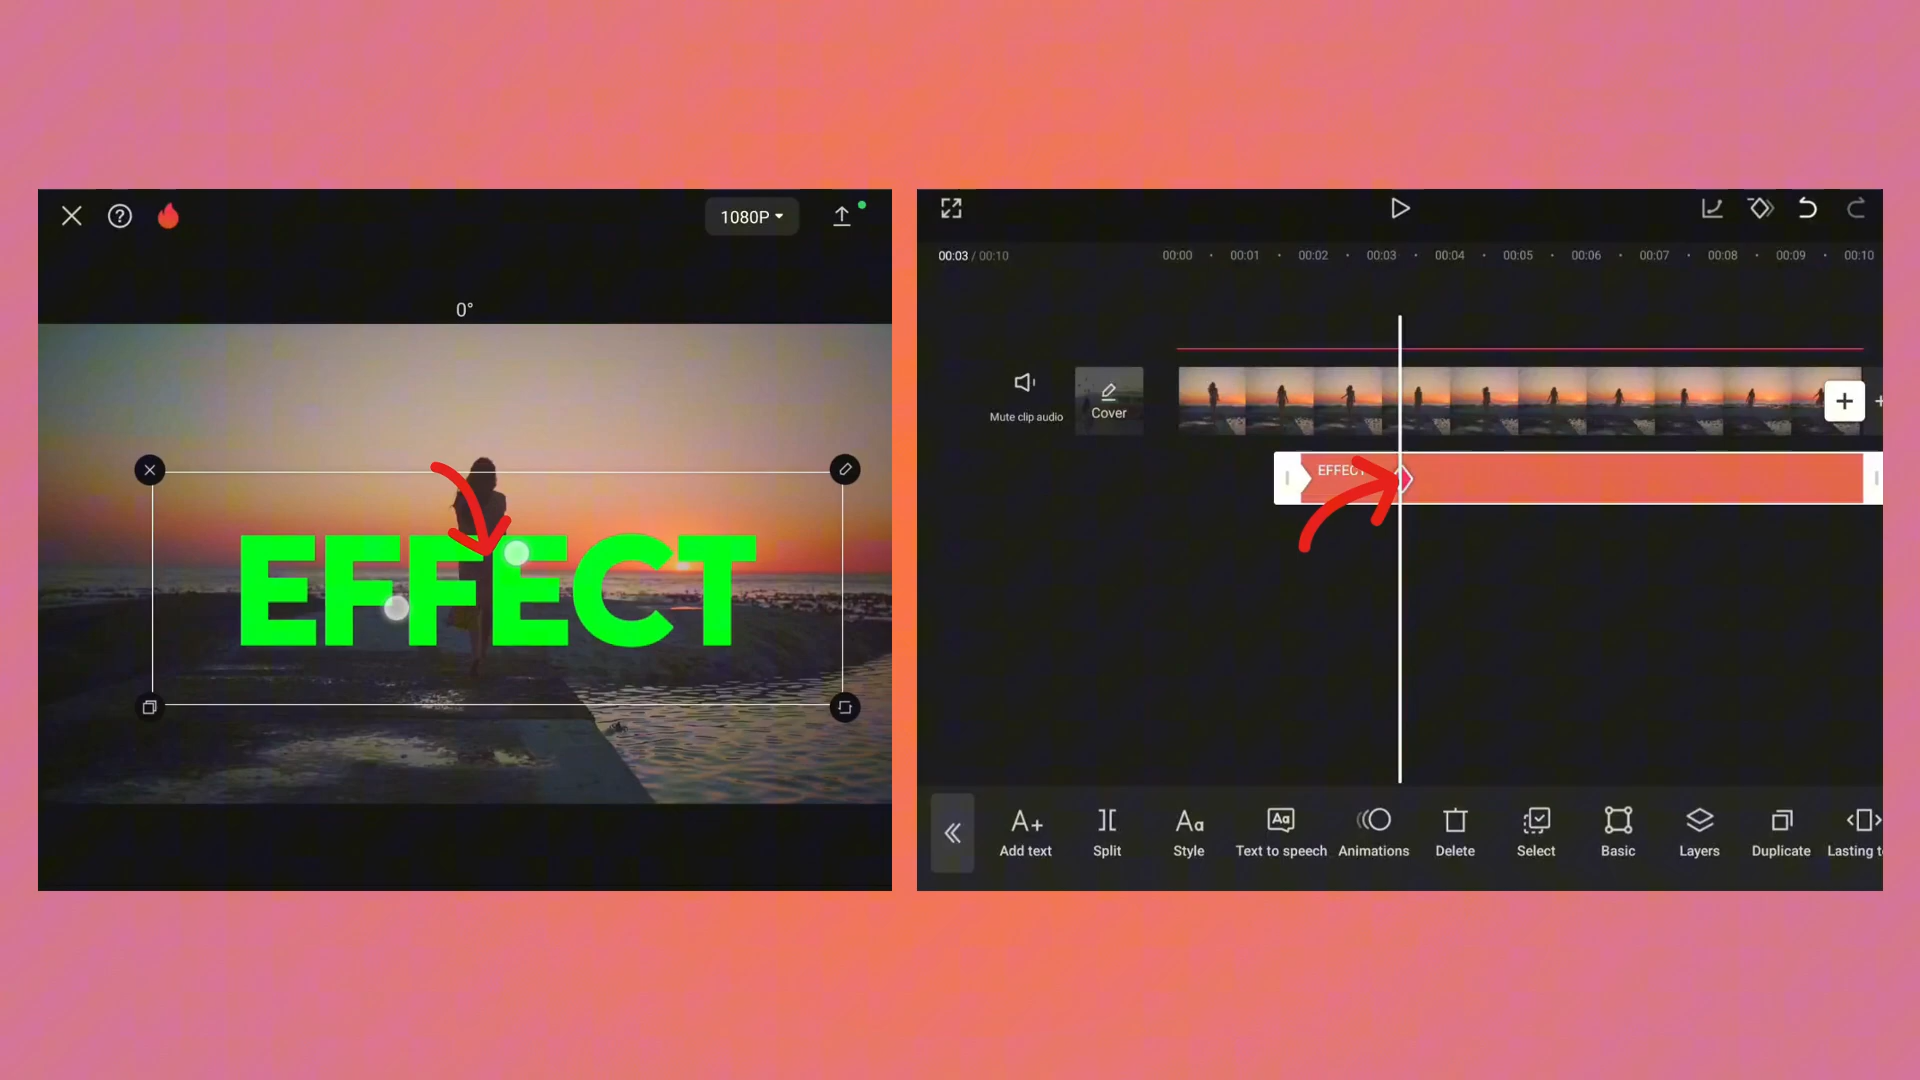 1080P
0°
EFFECT
00:03 / 00:10
00:00 00:01 00:02 00:03 00:04 00:05 00:06 00:07 00:08 00:09 00:10
Mute clip audio
Cover
EFFECT
Add text
Split
Style
Text to speech
Animations
Delete
Select
Basic
Layers
Duplicate
Lasting t